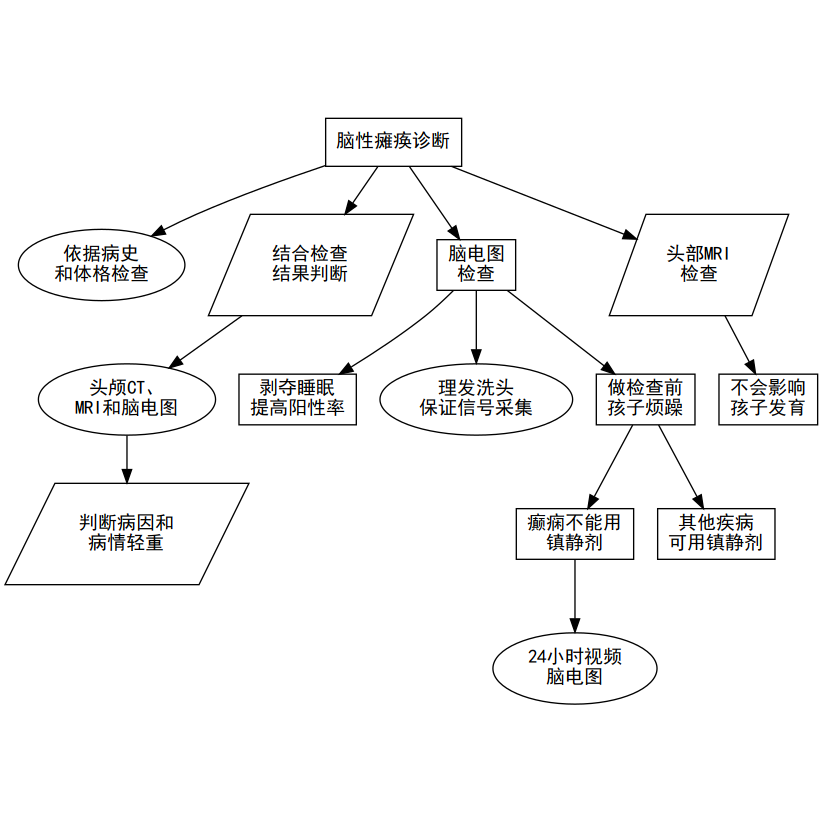 脑性瘫痪诊断
依据病史
和体格检查
结合检查
结果判断
脑电图
检查
头部MRI
检查
头颅CT、
MRI和脑电图
剥夺睡眠
提高阳性率
理发洗头
保证信号采集
做检查前
孩子烦躁
不会影响
孩子发育
判断病因和
病情轻重
癫痫不能用
镇静剂
其他疾病
可用镇静剂
24小时视频
脑电图